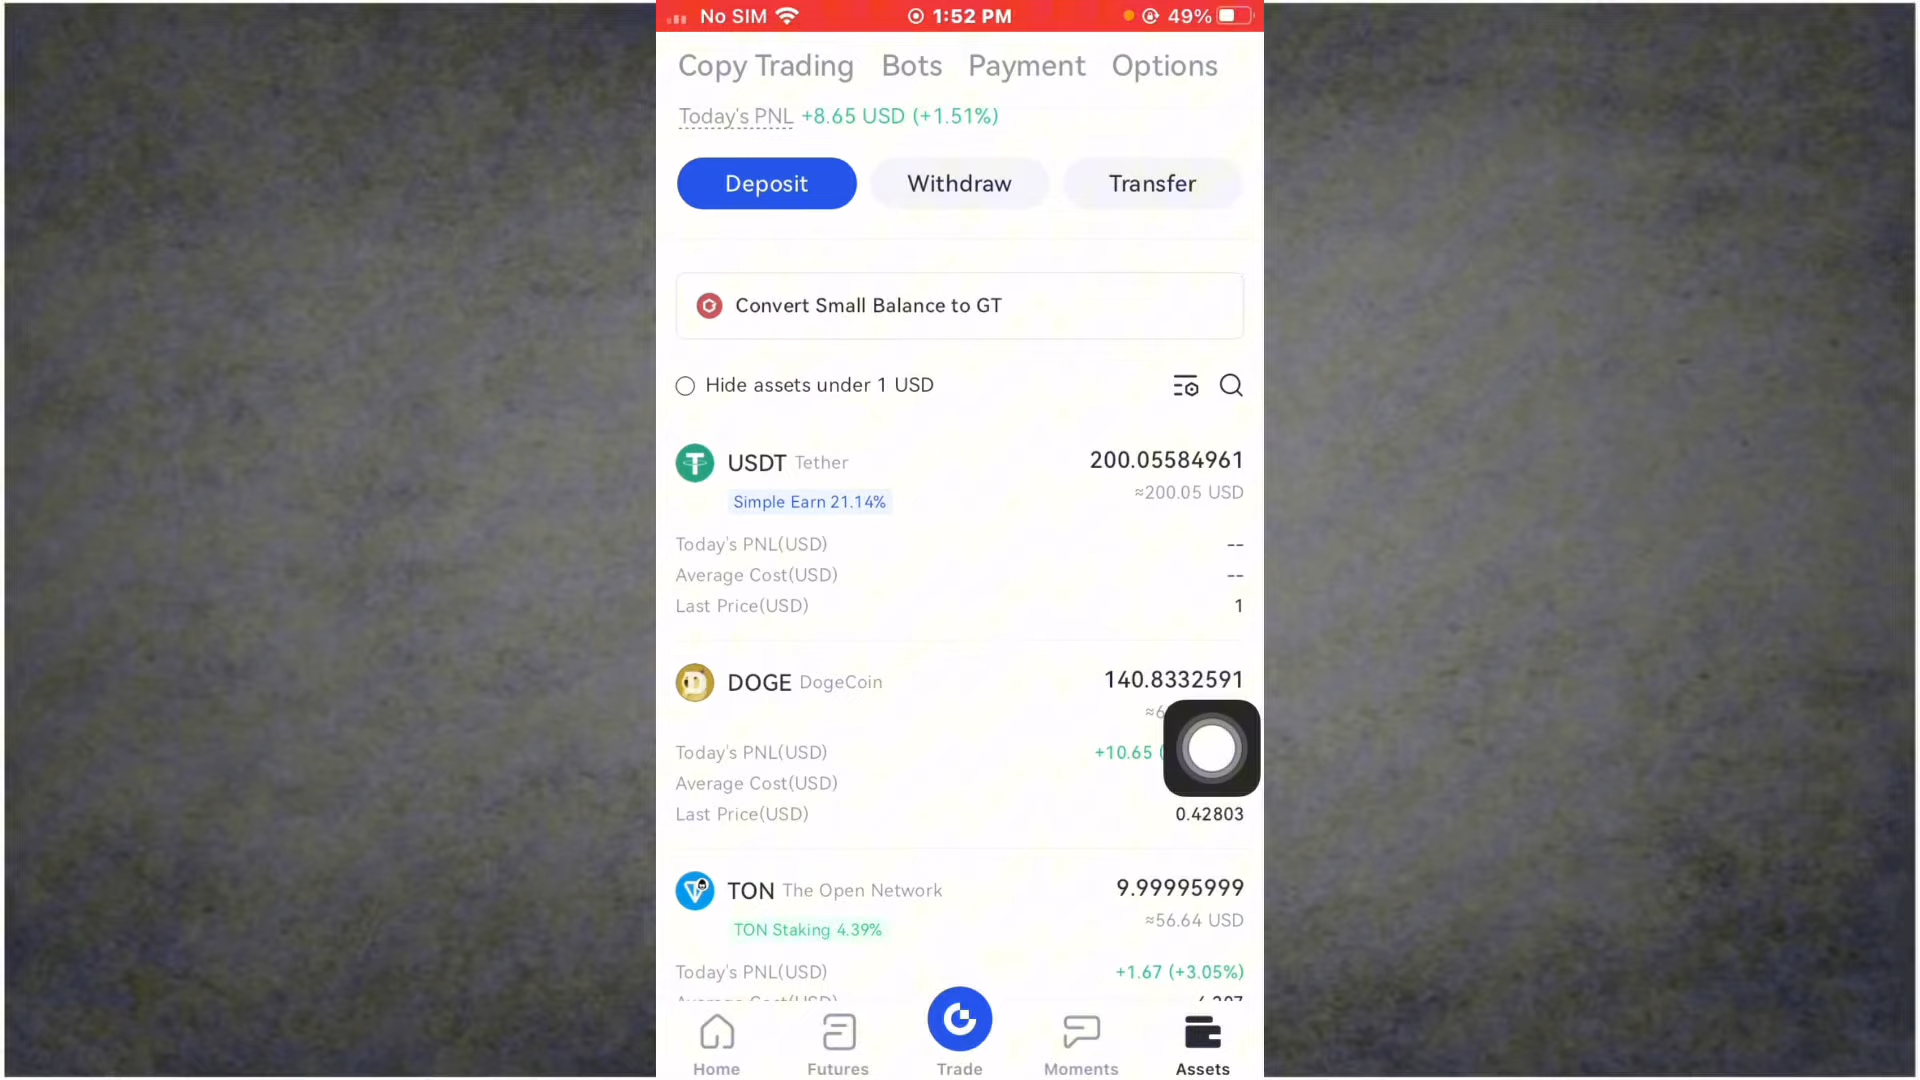 No SIM 1:52 PM 49%
Copy Trading Bots Payment Options
Today's PNL +8.65 USD (+1.51%)
Deposit Withdraw Transfer
Convert Small Balance to GT
Hide assets under 1 USD
USDT Tether 200.05584961
Simple Earn 21.14% ≈200.05 USD
Today's PNL(USD) --
Average Cost(USD) --
Last Price(USD) 1
DOGE DogeCoin 140.8332591
Today's PNL(USD) +10.65
Average Cost(USD)
Last Price(USD) 0.42803
TON The Open Network 9.99995999
TON Staking 4.39% ≈56.64 USD
Today's PNL(USD) +1.67 (+3.05%)
Home Futures Trade Moments Assets